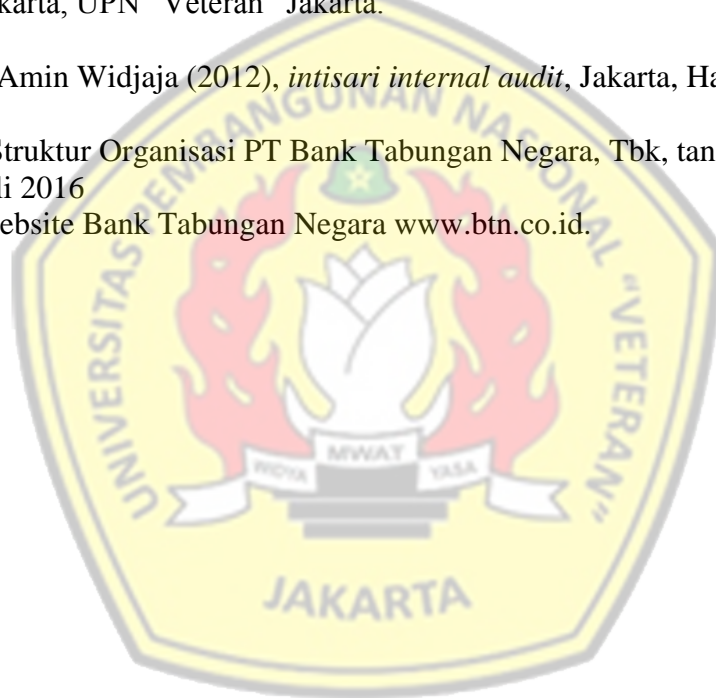 karta, UPN "Veteran" Jakarta.
Amin Widjaja (2012), intisari internal audit, Jakarta, Ha
Struktur Organisasi PT Bank Tabungan Negara, Tbk, tan
li 2016
ebsite Bank Tabungan Negara www.btn.co.id.
UNIVERSITAS PEMBANGUNAN NASIONAL "VETERAN"
WIDYA MWAT YASA
JAKARTA